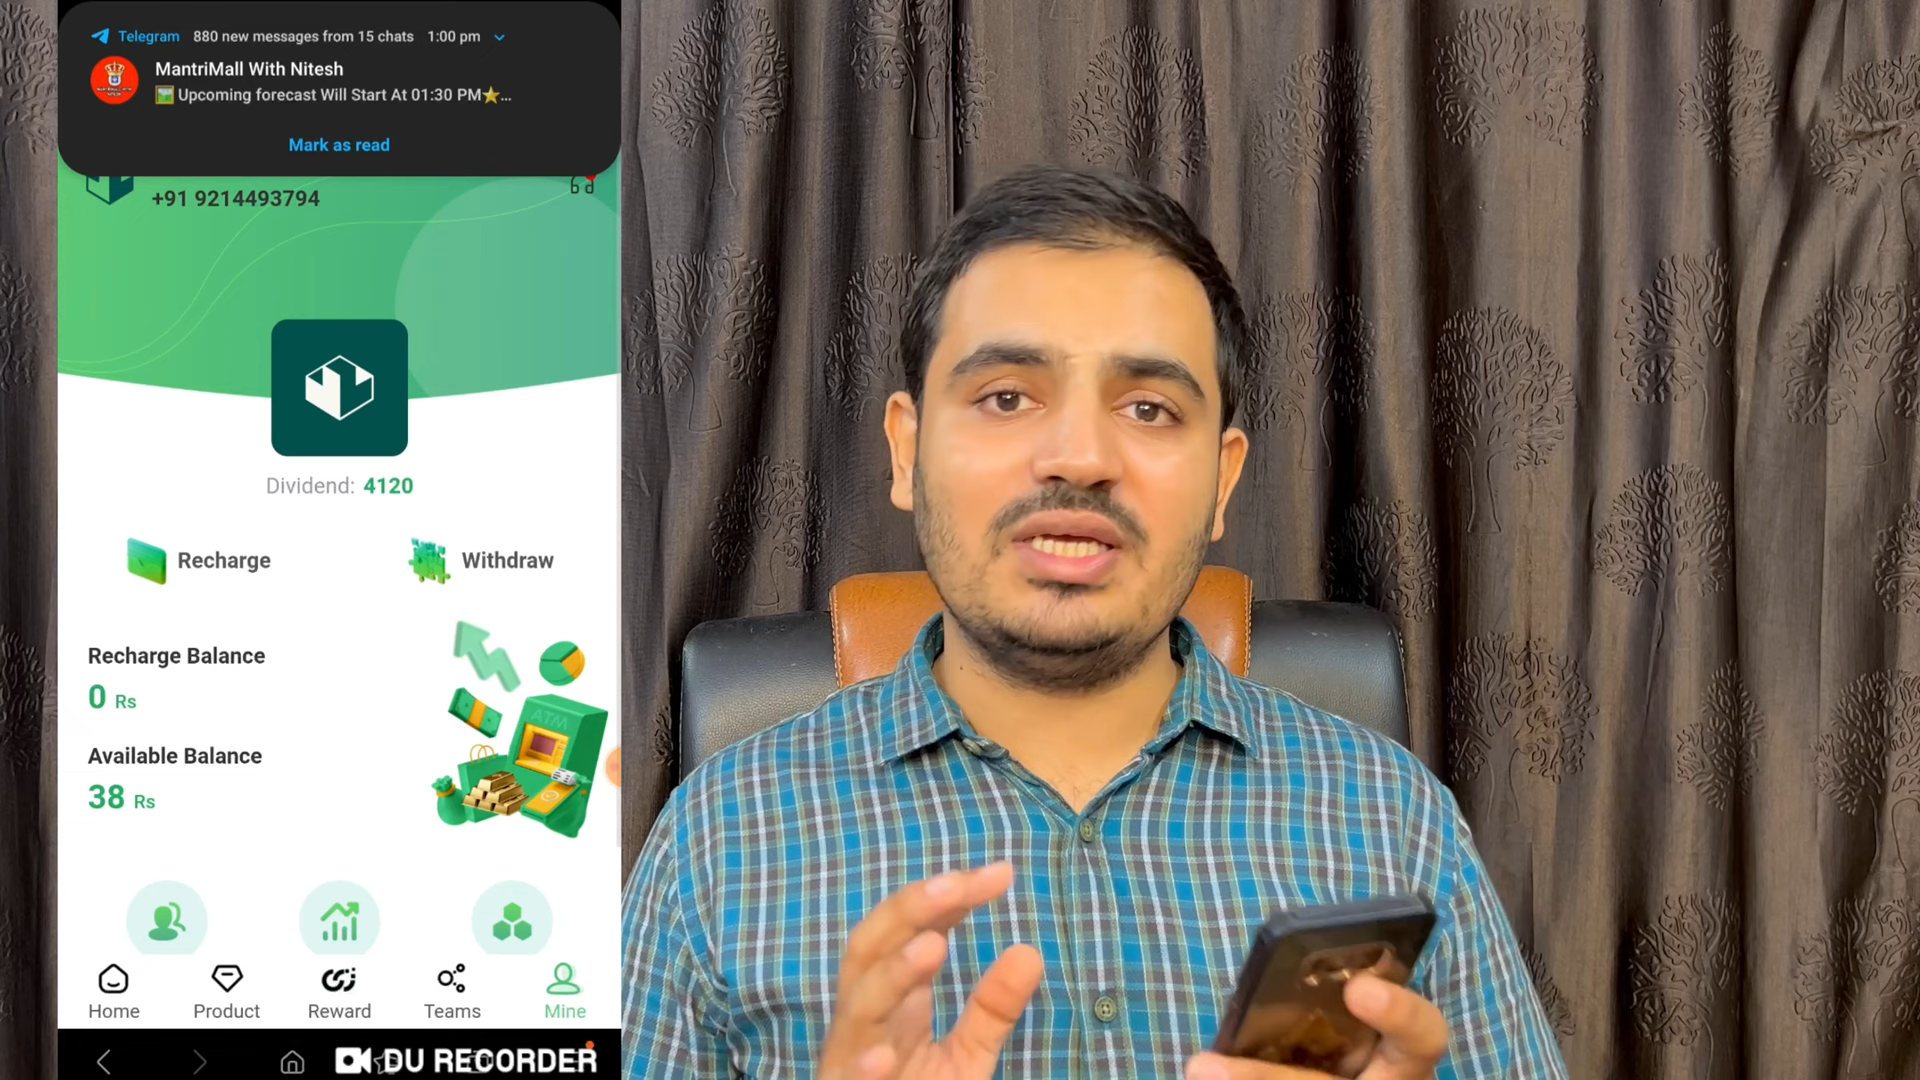 Telegram 880 new messages from 15 chats 1:00 pm
MantriMall With Nitesh
Upcoming forecast Will Start At 01:30 PM⭐...
Mark as read
+91 9214493794
Dividend: 4120
Recharge
Withdraw
Recharge Balance
0 Rs
ATM
Available Balance
38 Rs
Home
Product
Reward
Teams
Mine
DU RECORDER